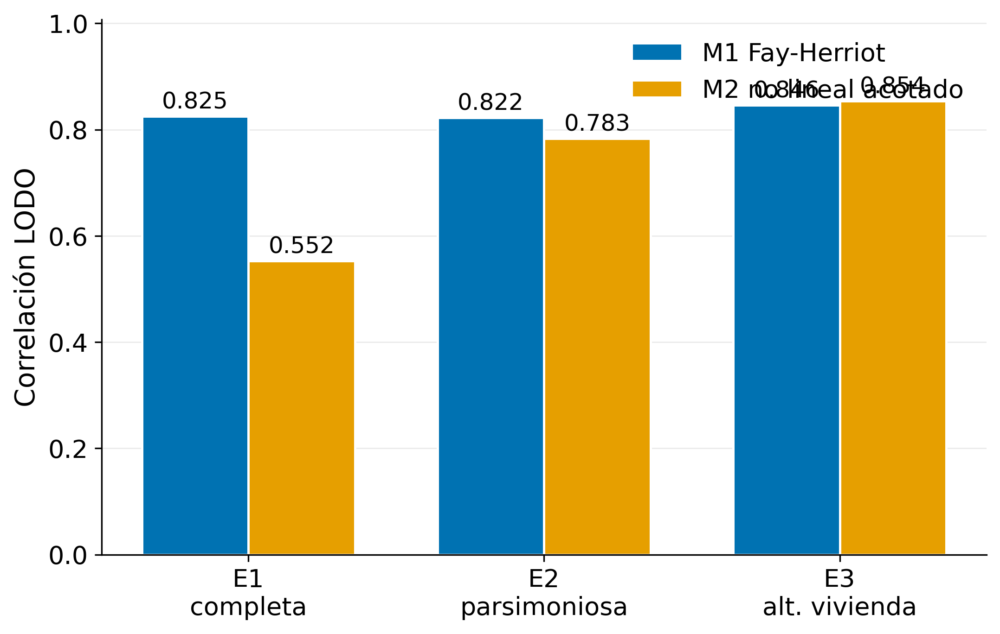 Correlación LODO
1.0
0.8
0.6
0.4
0.2
0.0
M1 Fay-Herriot
M2 no lineal acotado
0.825
0.552
0.822
0.783
0.846
0.854
E1
completa
E2
parsimoniosa
E3
alt. vivienda